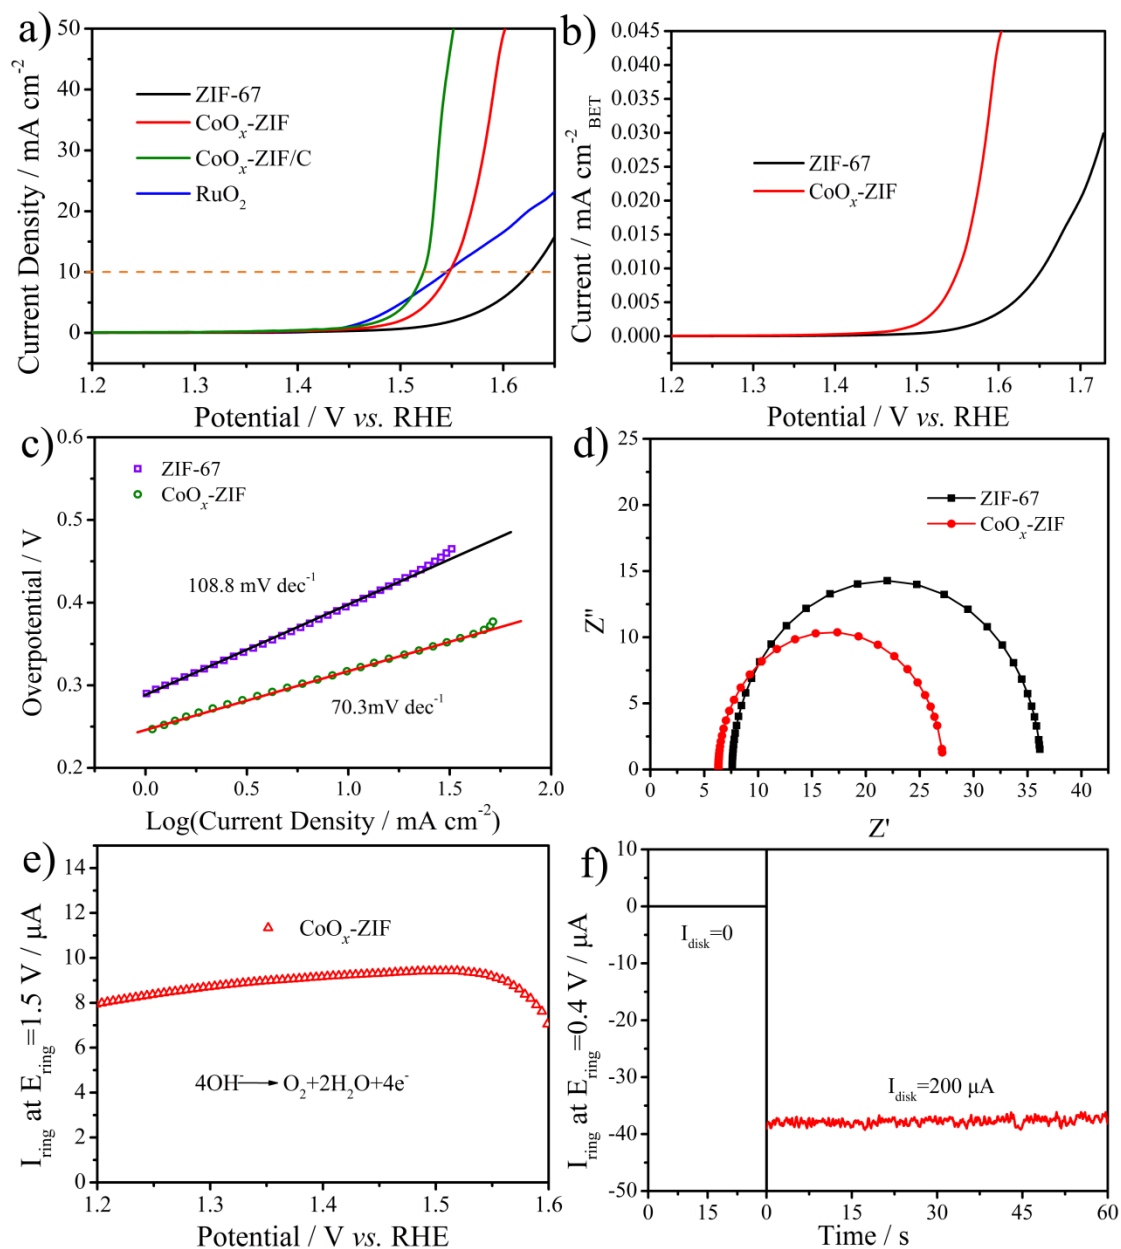 a)
50
40
30
20
10
0
Current Density / mA cm⁻²
ZIF-67
CoOₓ-ZIF
CoOₓ-ZIF/C
RuO₂
1.2 1.3 1.4 1.5 1.6
Potential / V vs. RHE
b)
0.045
0.040
0.035
0.030
0.025
0.020
0.015
0.010
0.005
0.000
Current / mA cm⁻² BET
ZIF-67
CoOₓ-ZIF
1.2 1.3 1.4 1.5 1.6 1.7
Potential / V vs. RHE
c)
0.6
0.5
0.4
0.3
0.2
Overpotential / V
ZIF-67
CoOₓ-ZIF
108.8 mV dec⁻¹
70.3mV dec⁻¹
0.0 0.5 1.0 1.5 2.0
Log(Current Density / mA cm⁻²)
d)
25
20
15
10
5
0
Z''
ZIF-67
CoOₓ-ZIF
0 5 10 15 20 25 30 35 40
Z'
e)
14
12
10
8
6
4
2
0
I_ring at E_ring=1.5 V / μA
CoOₓ-ZIF
4OH⁻⟶O₂+2H₂O+4e⁻
1.2 1.3 1.4 1.5 1.6
Potential / V vs. RHE
f)
10
0
-10
-20
-30
-40
-50
I_ring at E_ring=0.4 V / μA
I_disk=0
I_disk=200 μA
0 15 0 15 30 45 60
Time / s